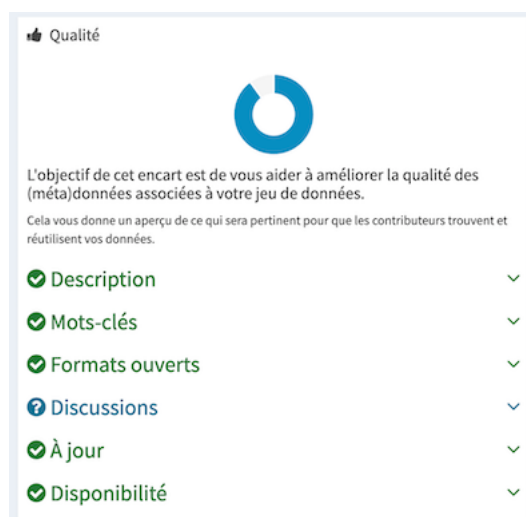 Qualité
L'objectif de cet encart est de vous aider à améliorer la qualité des
(méta)données associées à votre jeu de données.
Cela vous donne un aperçu de ce qui sera pertinent pour que les contributeurs trouvent et
réutilisent vos données.
Description
Mots-clés
Formats ouverts
Discussions
À jour
Disponibilité